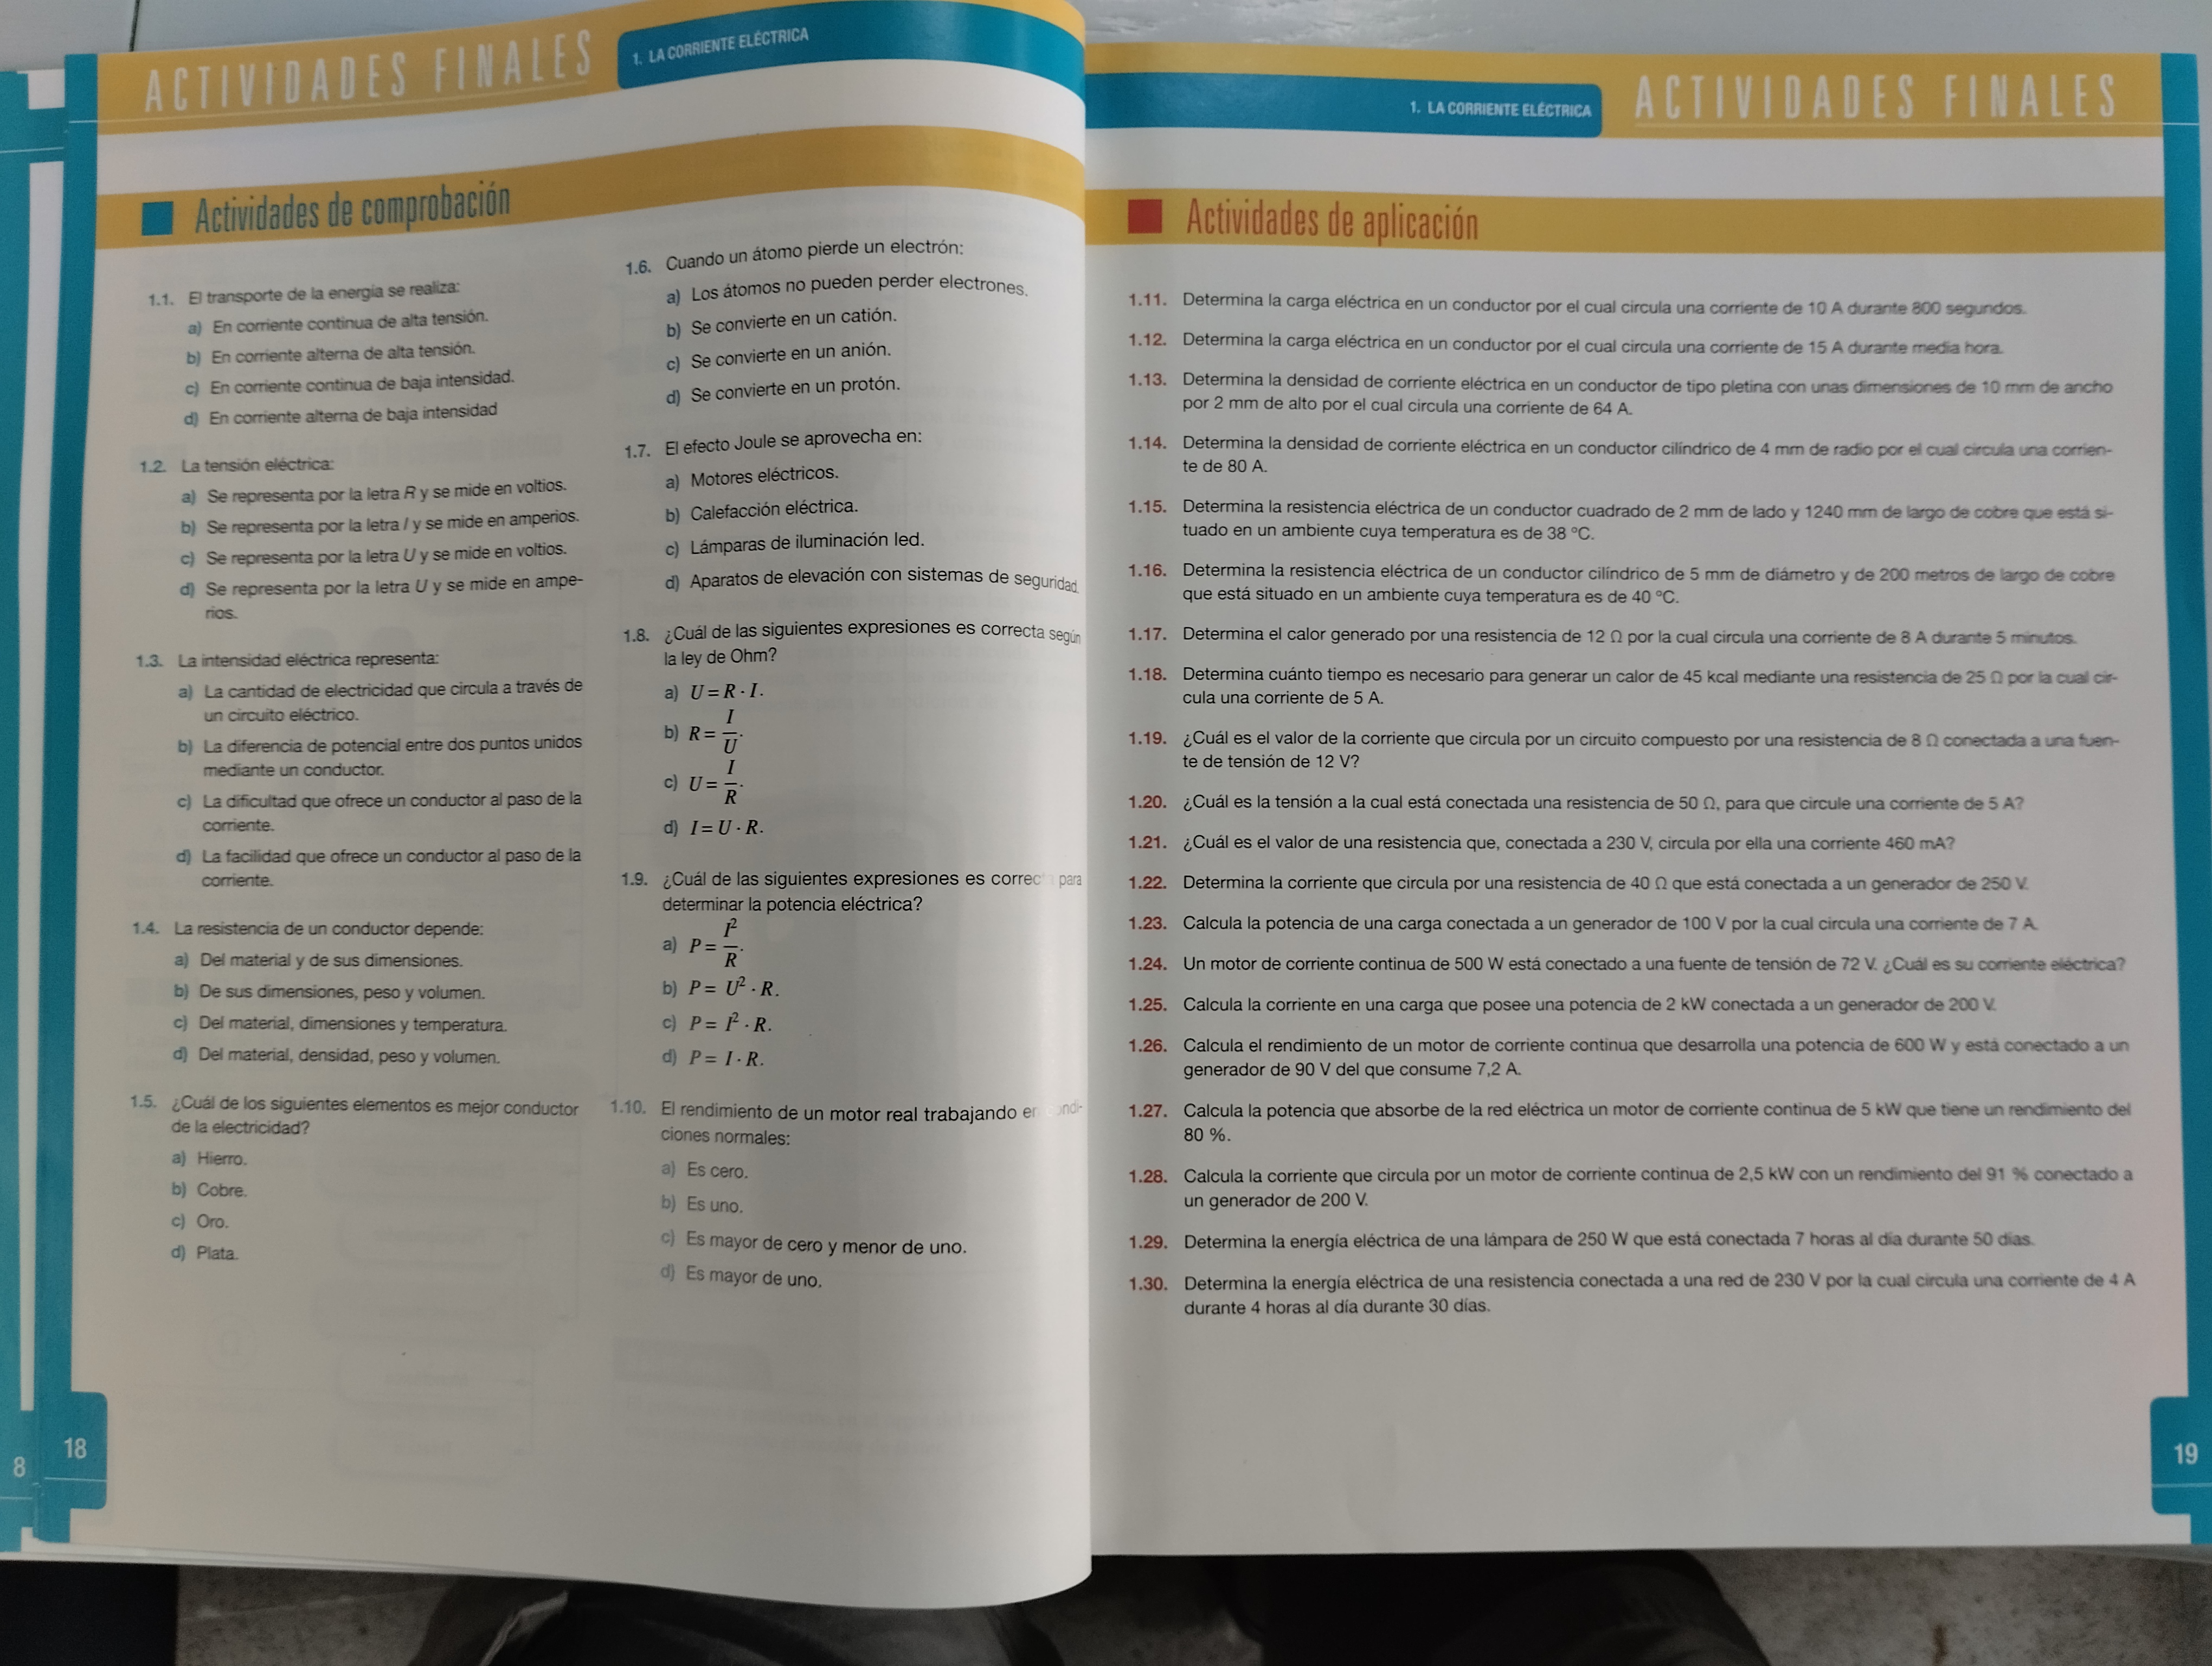 ACTIVIDADES FINALES
1. LA CORRIENTE ELÉCTRICA
Actividades de comprobación
1.1. El transporte de la energía se realiza:
a) En corriente continua de alta tensión.
b) En corriente alterna de alta tensión.
c) En corriente continua de baja intensidad.
d) En corriente alterna de baja intensidad
1.2. La tensión eléctrica:
a) Se representa por la letra R y se mide en voltios.
b) Se representa por la letra I y se mide en amperios.
c) Se representa por la letra U y se mide en voltios.
d) Se representa por la letra U y se mide en ampe-
rios.
1.3. La intensidad eléctrica representa:
a) La cantidad de electricidad que circula a través de
un circuito eléctrico.
b) La diferencia de potencial entre dos puntos unidos
mediante un conductor.
c) La dificultad que ofrece un conductor al paso de la
corriente.
d) La facilidad que ofrece un conductor al paso de la
corriente.
1.4. La resistencia de un conductor depende:
a) Del material y de sus dimensiones.
b) De sus dimensiones, peso y volumen.
c) Del material, dimensiones y temperatura.
d) Del material, densidad, peso y volumen.
1.5. ¿Cuál de los siguientes elementos es mejor conductor
de la electricidad?
a) Hierro.
b) Cobre.
c) Oro.
d) Plata.
1.6. Cuando un átomo pierde un electrón:
a) Los átomos no pueden perder electrones.
b) Se convierte en un catión.
c) Se convierte en un anión.
d) Se convierte en un protón.
1.7. El efecto Joule se aprovecha en:
a) Motores eléctricos.
b) Calefacción eléctrica.
c) Lámparas de iluminación led.
d) Aparatos de elevación con sistemas de seguridad.
1.8. ¿Cuál de las siguientes expresiones es correcta según
la ley de Ohm?
a) U = R · I.
b) R = I/U.
c) U = I/R.
d) I = U · R.
1.9. ¿Cuál de las siguientes expresiones es correcta para
determinar la potencia eléctrica?
a) P = I²/R.
b) P = U² · R.
c) P = I² · R.
d) P = I · R.
1.10. El rendimiento de un motor real trabajando en condi-
ciones normales:
a) Es cero.
b) Es uno.
c) Es mayor de cero y menor de uno.
d) Es mayor de uno.
8
18
1. LA CORRIENTE ELÉCTRICA
ACTIVIDADES FINALES
Actividades de aplicación
1.11. Determina la carga eléctrica en un conductor por el cual circula una corriente de 10 A durante 800 segundos.
1.12. Determina la carga eléctrica en un conductor por el cual circula una corriente de 15 A durante media hora.
1.13. Determina la densidad de corriente eléctrica en un conductor de tipo pletina con unas dimensiones de 10 mm de ancho
por 2 mm de alto por el cual circula una corriente de 64 A.
1.14. Determina la densidad de corriente eléctrica en un conductor cilíndrico de 4 mm de radio por el cual circula una corrien-
te de 80 A.
1.15. Determina la resistencia eléctrica de un conductor cuadrado de 2 mm de lado y 1240 mm de largo de cobre que está si-
tuado en un ambiente cuya temperatura es de 38 ºC.
1.16. Determina la resistencia eléctrica de un conductor cilíndrico de 5 mm de diámetro y de 200 metros de largo de cobre
que está situado en un ambiente cuya temperatura es de 40 ºC.
1.17. Determina el calor generado por una resistencia de 12 Ω por la cual circula una corriente de 8 A durante 5 minutos.
1.18. Determina cuánto tiempo es necesario para generar un calor de 45 kcal mediante una resistencia de 25 Ω por la cual cir-
cula una corriente de 5 A.
1.19. ¿Cuál es el valor de la corriente que circula por un circuito compuesto por una resistencia de 8 Ω conectada a una fuen-
te de tensión de 12 V?
1.20. ¿Cuál es la tensión a la cual está conectada una resistencia de 50 Ω, para que circule una corriente de 5 A?
1.21. ¿Cuál es el valor de una resistencia que, conectada a 230 V, circula por ella una corriente 460 mA?
1.22. Determina la corriente que circula por una resistencia de 40 Ω que está conectada a un generador de 250 V.
1.23. Calcula la potencia de una carga conectada a un generador de 100 V por la cual circula una corriente de 7 A.
1.24. Un motor de corriente continua de 500 W está conectado a una fuente de tensión de 72 V. ¿Cuál es su corriente eléctrica?
1.25. Calcula la corriente en una carga que posee una potencia de 2 kW conectada a un generador de 200 V.
1.26. Calcula el rendimiento de un motor de corriente continua que desarrolla una potencia de 600 W y está conectado a un
generador de 90 V del que consume 7,2 A.
1.27. Calcula la potencia que absorbe de la red eléctrica un motor de corriente continua de 5 kW que tiene un rendimiento del
80 %.
1.28. Calcula la corriente que circula por un motor de corriente continua de 2,5 kW con un rendimiento del 91 % conectado a
un generador de 200 V.
1.29. Determina la energía eléctrica de una lámpara de 250 W que está conectada 7 horas al día durante 50 días.
1.30. Determina la energía eléctrica de una resistencia conectada a una red de 230 V por la cual circula una corriente de 4 A
durante 4 horas al día durante 30 días.
19